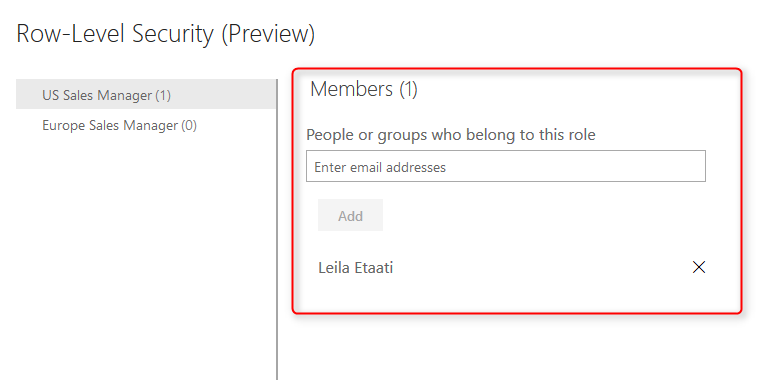 Row-Level Security (Preview)
US Sales Manager (1)
Europe Sales Manager (0)
Members (1)
People or groups who belong to this role
Enter email addresses
Add
Leila Etaati